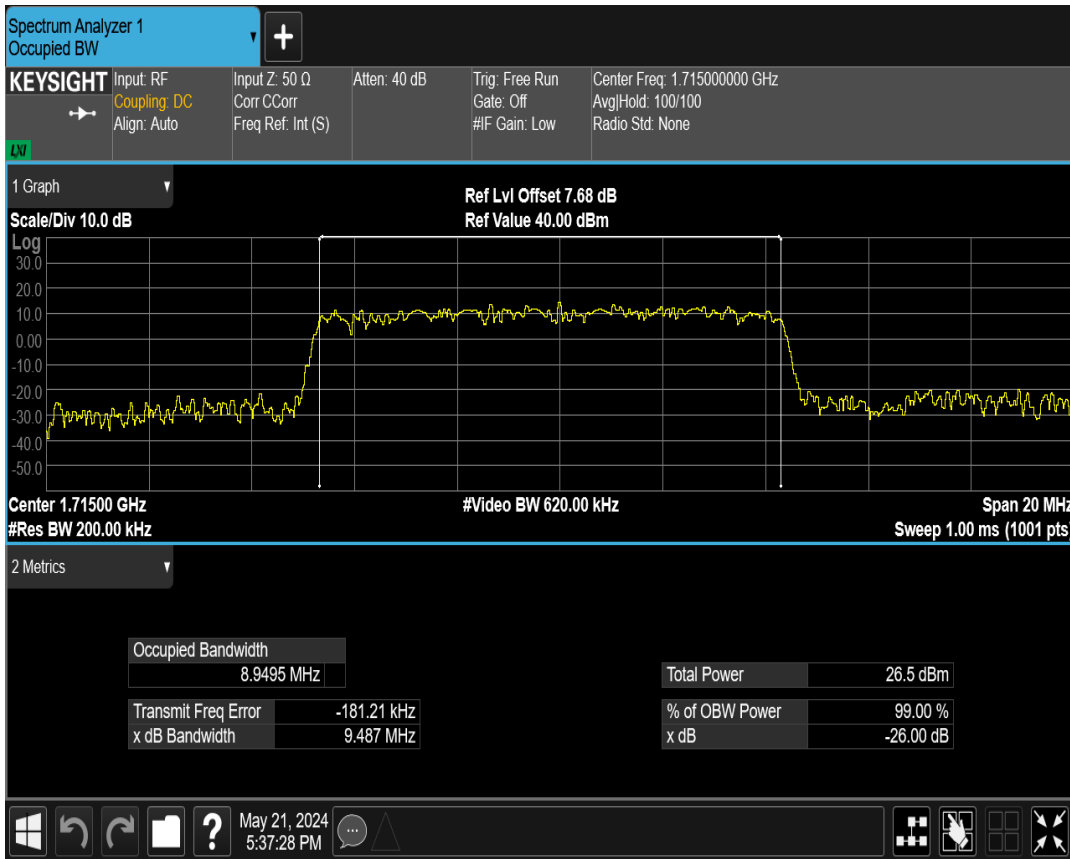 Spectrum Analyzer 1
Occupied BW
KEYSIGHT
LXI
Input: RF
Coupling: DC
Align: Auto
Input Z: 50 Ω
Corr CCorr
Freq Ref: Int (S)
Atten: 40 dB
Trig: Free Run
Gate: Off
#IF Gain: Low
Center Freq: 1.715000000 GHz
Avg|Hold: 100/100
Radio Std: None
1 Graph
Ref Lvl Offset 7.68 dB
Scale/Div 10.0 dB
Ref Value 40.00 dBm
Log
30.0
20.0
10.0
0.00
-10.0
-20.0
-30.0
-40.0
-50.0
Center 1.71500 GHz
#Video BW 620.00 kHz
Span 20 MHz
#Res BW 200.00 kHz
Sweep 1.00 ms (1001 pts)
2 Metrics
Occupied Bandwidth
8.9495 MHz
Total Power 26.5 dBm
Transmit Freq Error -181.21 kHz
% of OBW Power 99.00 %
x dB Bandwidth 9.487 MHz
x dB -26.00 dB
May 21, 2024
5:37:28 PM